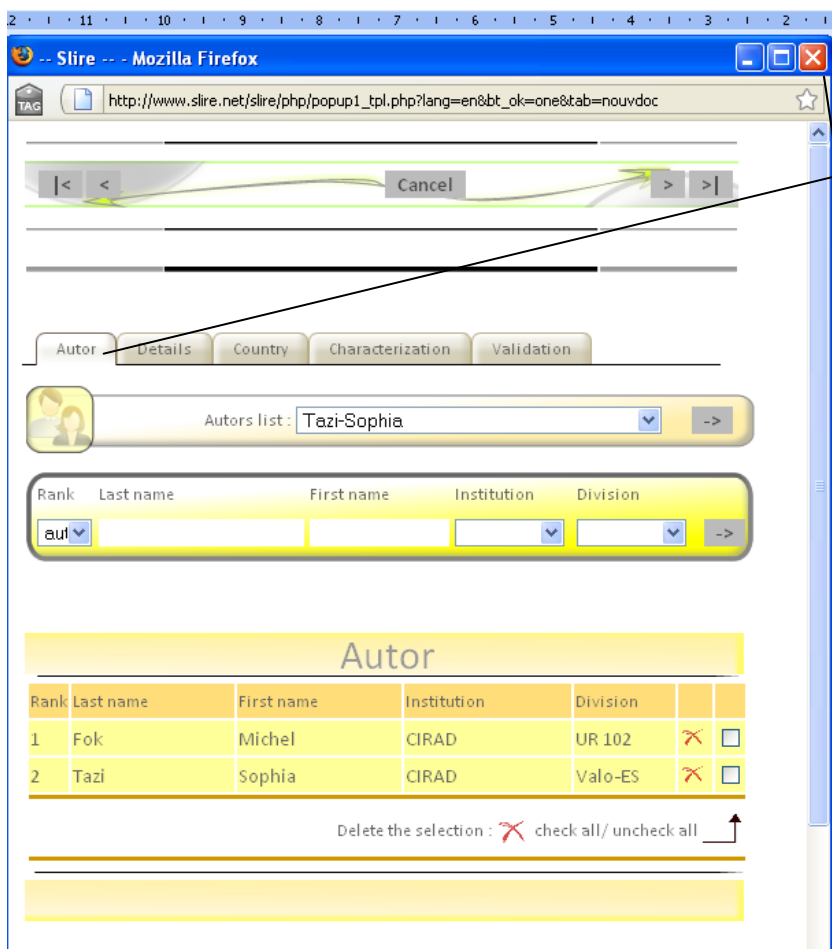 2 · 11 · 10 · 9 · 8 · 7 · 6 · 5 · 4 · 3 · 2
-- Slire -- - Mozilla Firefox
TAG http://www.slire.net/slire/php/popup1_tpl.php?lang=en&bt_ok=one&tab=nouvdoc
|< < Cancel > >|
Autor Details Country Characterization Validation
Autors list : Tazi-Sophia ->
Rank Last name First name Institution Division
aut ->
Autor
Rank Last name First name Institution Division
1 Fok Michel CIRAD UR 102
2 Tazi Sophia CIRAD Valo-ES
Delete the selection : check all/ uncheck all